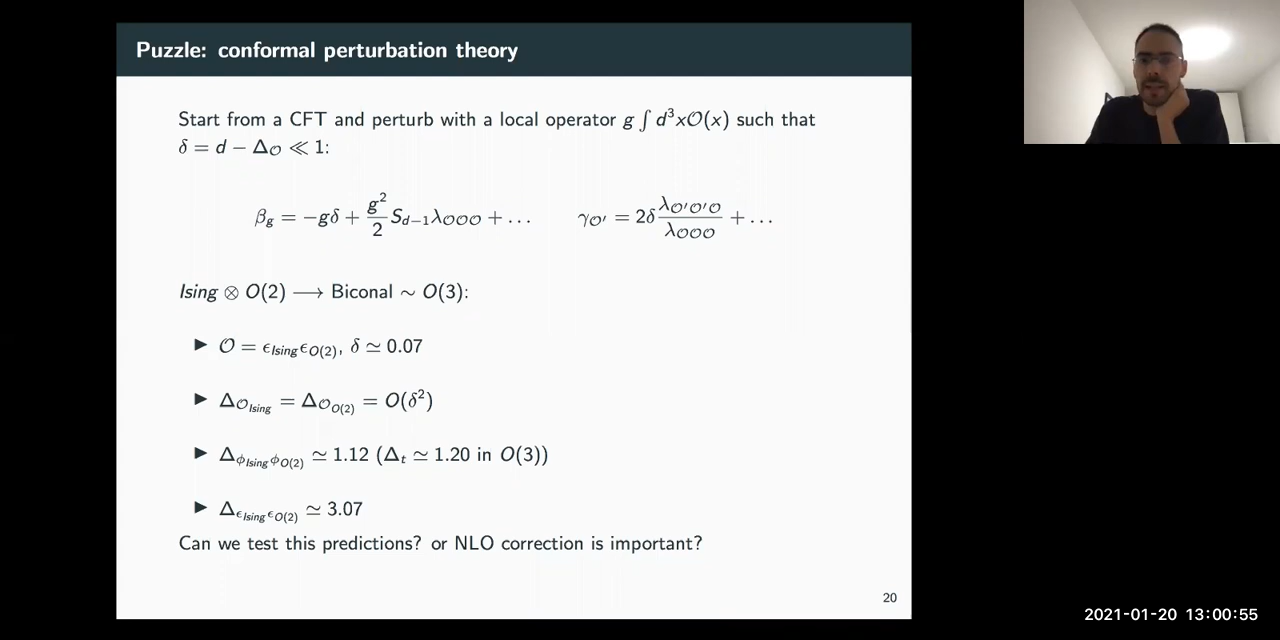 Puzzle: conformal perturbation theory
Start from a CFT and perturb with a local operator g ∫ d³x𝒪(x) such that
δ = d − Δ_𝒪 ≪ 1:
β_g = −gδ + g²/2 S_{d−1}λ_{𝒪𝒪𝒪} + … γ_{𝒪′} = 2δ λ_{𝒪′𝒪′𝒪}/λ_{𝒪𝒪𝒪} + …
Ising ⊗ O(2) ⟶ Biconal ∼ O(3):
▶ 𝒪 = ϵ_{Ising}ϵ_{O(2)}, δ ≃ 0.07
▶ Δ_{𝒪_{Ising}} = Δ_{𝒪_{O(2)}} = O(δ²)
▶ Δ_{ϕ_{Ising}ϕ_{O(2)}} ≃ 1.12 (Δ_t ≃ 1.20 in O(3))
▶ Δ_{ϵ_{Ising}ϵ_{O(2)}} ≃ 3.07
Can we test this predictions? or NLO correction is important?
20
2021-01-20 13:00:55